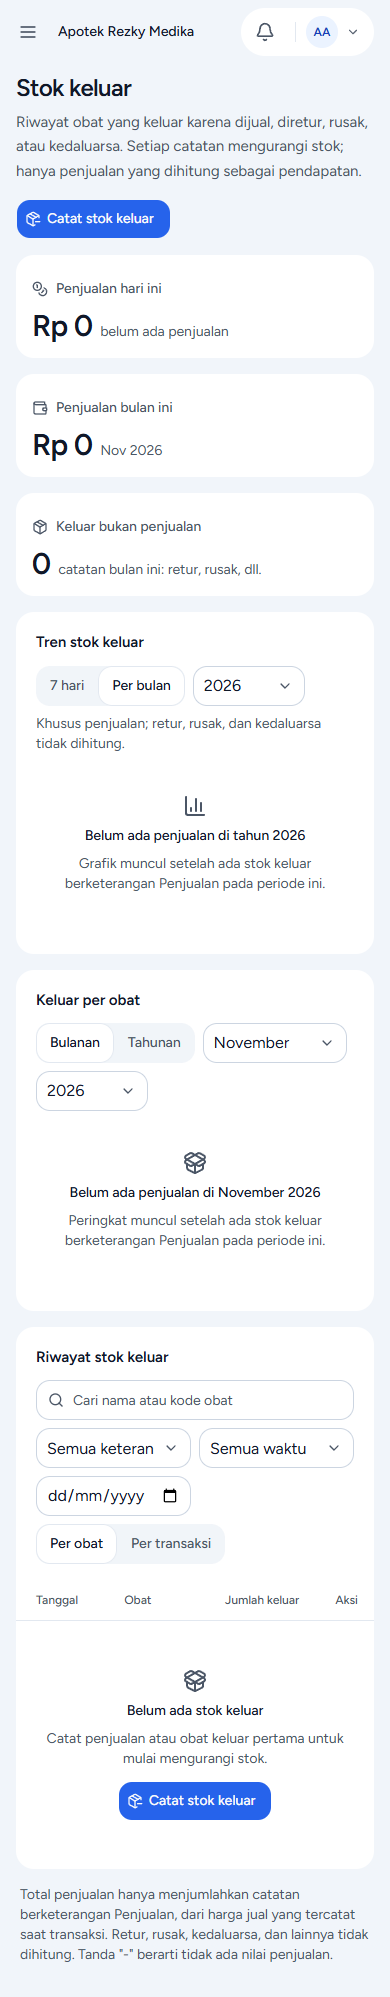 Apotek Rezky Medika
AA
Stok keluar
Riwayat obat yang keluar karena dijual, diretur, rusak,
atau kedaluarsa. Setiap catatan mengurangi stok;
hanya penjualan yang dihitung sebagai pendapatan.
Catat stok keluar
Penjualan hari ini
Rp 0 belum ada penjualan
Penjualan bulan ini
Rp 0 Nov 2026
Keluar bukan penjualan
0 catatan bulan ini: retur, rusak, dll.
Tren stok keluar
7 hari Per bulan 2026
Khusus penjualan; retur, rusak, dan kedaluarsa
tidak dihitung.
Belum ada penjualan di tahun 2026
Grafik muncul setelah ada stok keluar
berketerangan Penjualan pada periode ini.
Keluar per obat
Bulanan Tahunan November
2026
Belum ada penjualan di November 2026
Peringkat muncul setelah ada stok keluar
berketerangan Penjualan pada periode ini.
Riwayat stok keluar
Cari nama atau kode obat
Semua keteran Semua waktu
dd/mm/yyyy
Per obat Per transaksi
Tanggal Obat Jumlah keluar Aksi
Belum ada stok keluar
Catat penjualan atau obat keluar pertama untuk
mulai mengurangi stok.
Catat stok keluar
Total penjualan hanya menjumlahkan catatan
berketerangan Penjualan, dari harga jual yang tercatat
saat transaksi. Retur, rusak, kedaluarsa, dan lainnya tidak
dihitung. Tanda "-" berarti tidak ada nilai penjualan.